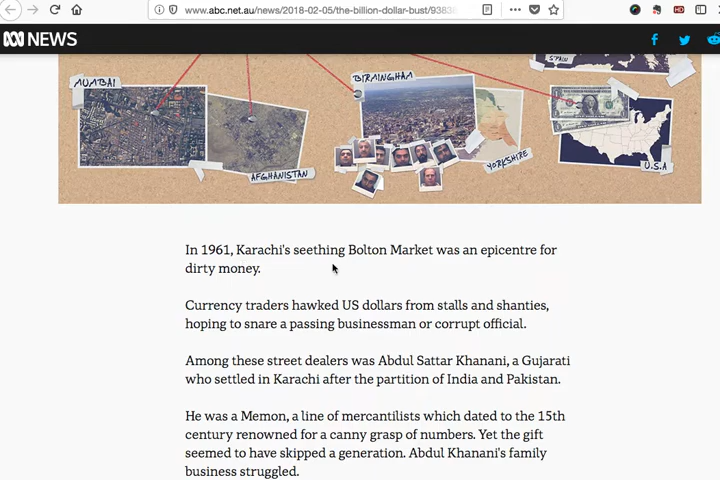 www.abc.net.au/news/2018-02-05/the-billion-dollar-bust/9383
HD
NEWS
MUMBAI
AFGHANISTAN
BIRMINGHAM
YORKSHIRE
SPAIN
U.S.A
In 1961, Karachi's seething Bolton Market was an epicentre for
dirty money.
Currency traders hawked US dollars from stalls and shanties,
hoping to snare a passing businessman or corrupt official.
Among these street dealers was Abdul Sattar Khanani, a Gujarati
who settled in Karachi after the partition of India and Pakistan.
He was a Memon, a line of mercantilists which dated to the 15th
century renowned for a canny grasp of numbers. Yet the gift
seemed to have skipped a generation. Abdul Khanani's family
business struggled.